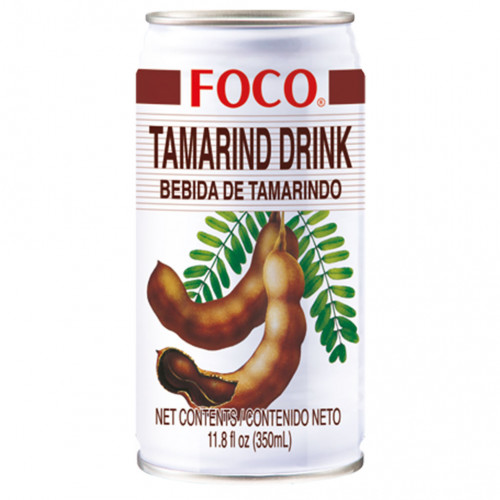 FOCO®
TAMARIND DRINK
BEBIDA DE TAMARINDO
NET CONTENTS/CONTENIDO NETO
11.8 fl oz (350mL)